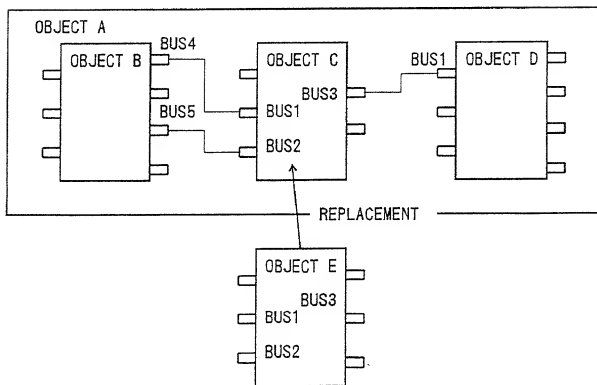 OBJECT A
BUS4
BUS1
OBJECT B
OBJECT C
OBJECT D
BUS3
BUS5
BUS1
BUS2
REPLACEMENT
OBJECT E
BUS3
BUS1
BUS2